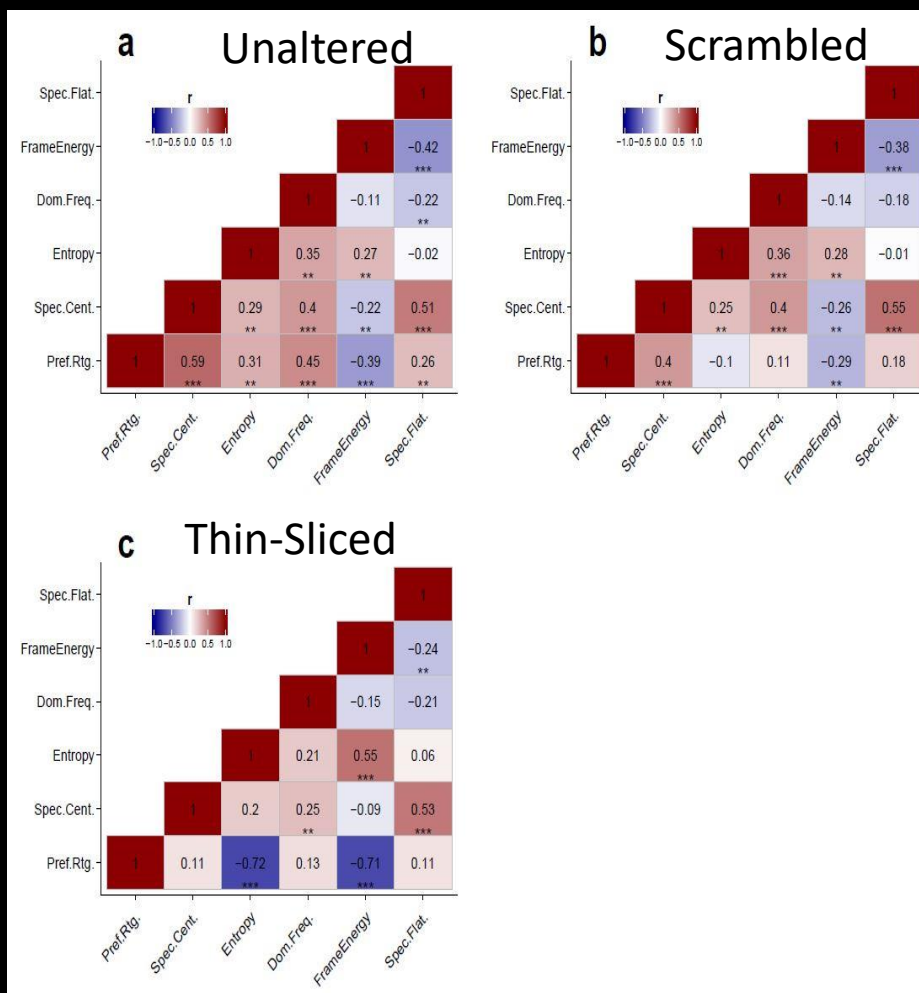 a Unaltered
r
−1.0−0.5 0.0 0.5 1.0
Spec.Flat. 1
FrameEnergy 1 −0.42
***
Dom.Freq. 1 −0.11 −0.22
**
Entropy 1 0.35 0.27 −0.02
** **
Spec.Cent. 1 0.29 0.4 −0.22 0.51
** *** ** ***
Pref.Rtg. 1 0.59 0.31 0.45 −0.39 0.26
*** ** *** *** **
Pref.Rtg. Spec.Cent. Entropy Dom.Freq. FrameEnergy Spec.Flat.
b Scrambled
r
−1.0−0.5 0.0 0.5 1.0
Spec.Flat. 1
FrameEnergy 1 −0.38
***
Dom.Freq. 1 −0.14 −0.18
Entropy 1 0.36 0.28 −0.01
*** **
Spec.Cent. 1 0.25 0.4 −0.26 0.55
** *** ** ***
Pref.Rtg. 1 0.4 −0.1 0.11 −0.29 0.18
*** **
Pref.Rtg. Spec.Cent. Entropy Dom.Freq. FrameEnergy Spec.Flat.
c Thin-Sliced
r
−1.0−0.5 0.0 0.5 1.0
Spec.Flat. 1
FrameEnergy 1 −0.24
**
Dom.Freq. 1 −0.15 −0.21
Entropy 1 0.21 0.55 0.06
***
Spec.Cent. 1 0.2 0.25 −0.09 0.53
** ***
Pref.Rtg. 1 0.11 −0.72 0.13 −0.71 0.11
*** ***
Pref.Rtg. Spec.Cent. Entropy Dom.Freq. FrameEnergy Spec.Flat.